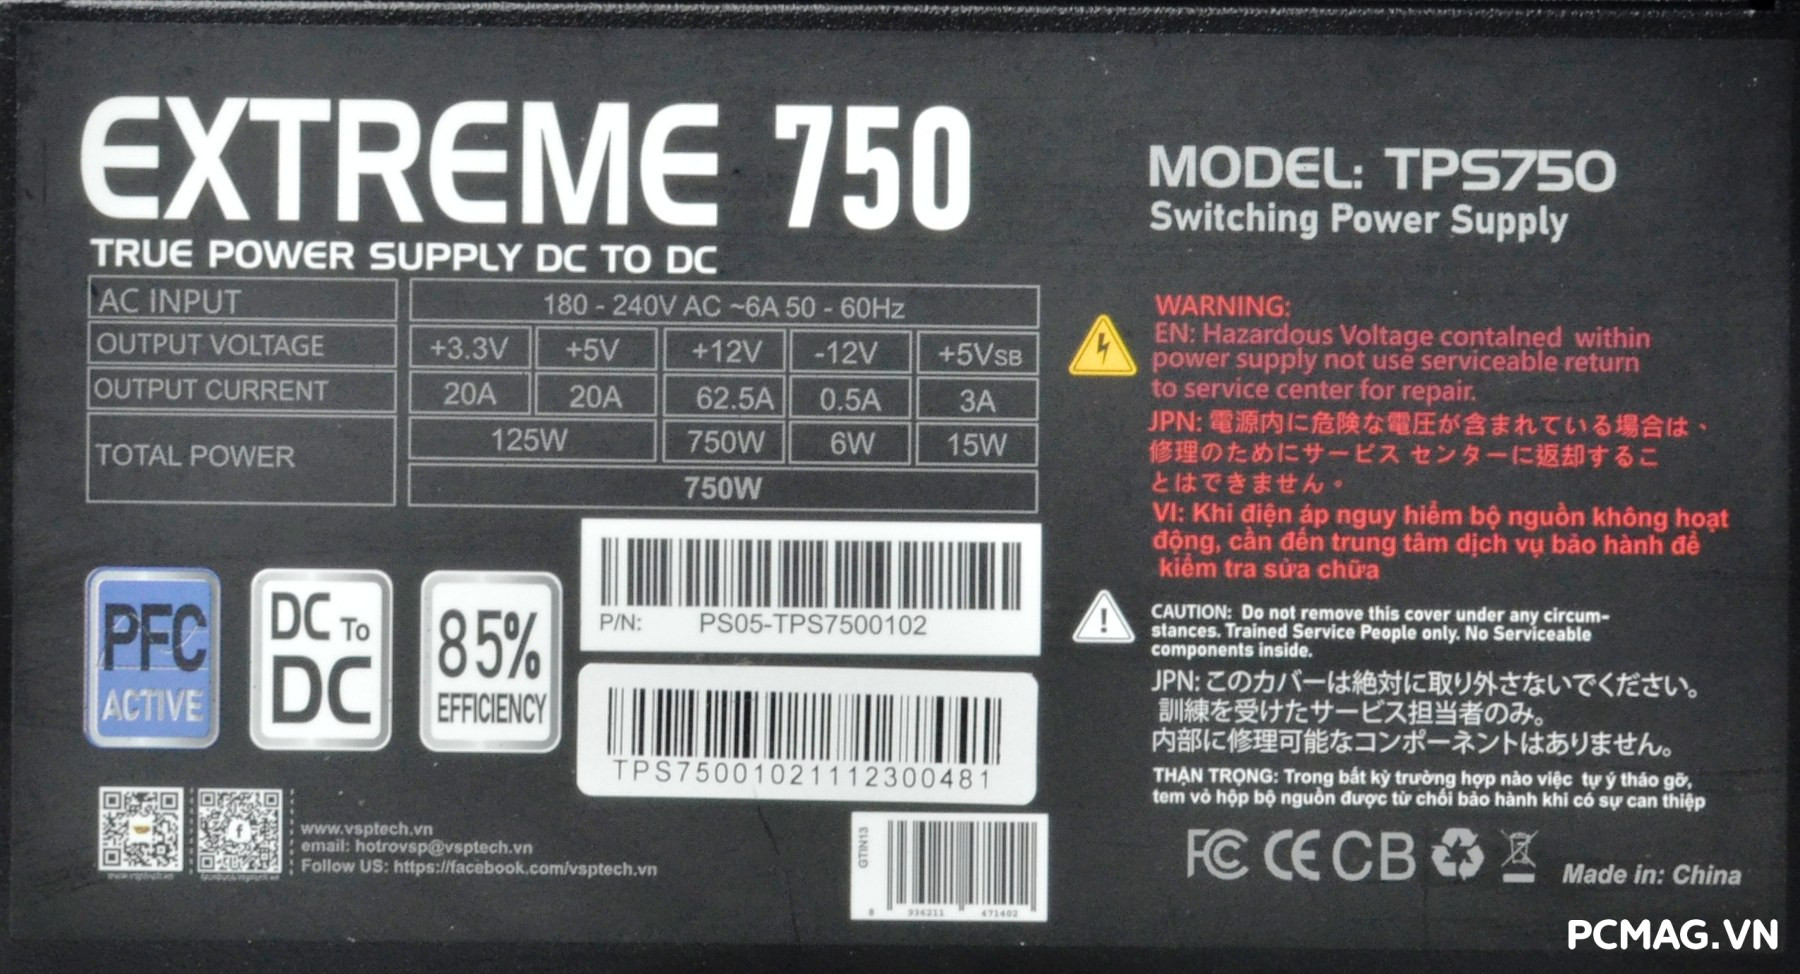 EXTREME 750
TRUE POWER SUPPLY DC TO DC
AC INPUT 180 - 240V AC ~6A 50 - 60Hz
OUTPUT VOLTAGE +3.3V +5V +12V -12V +5VSB
OUTPUT CURRENT 20A 20A 62.5A 0.5A 3A
TOTAL POWER 125W 750W 6W 15W
750W
PFC
ACTIVE
DC To
DC
85%
EFFICIENCY
P/N: PS05-TPS7500102
TPS75001021112300481
www.vsptech.vn
email: hotrovsp@vsptech.vn
Follow US: https://facebook.com/vsptech.vn
GTIN13
8 936211 471402
MODEL: TPS750
Switching Power Supply
WARNING:
EN: Hazardous Voltage contalned within
power supply not use serviceable return
to service center for repair.
JPN: 電源内に危険な電圧が含まれている場合は、
修理のためにサービス センターに返却するこ
とはできません。
VI: Khi điện áp nguy hiểm bộ nguồn không hoạt
động, cần đến trung tâm dịch vụ bảo hành để
kiểm tra sửa chữa
CAUTION: Do not remove this cover under any circum-
stances. Trained Service People only. No Serviceable
components inside.
JPN: このカバーは絶対に取り外さないでください。
訓練を受けたサービス担当者のみ。
内部に修理可能なコンポーネントはありません。
THẬN TRỌNG: Trong bất kỳ trường hợp nào việc tự ý tháo gỡ,
tem vỏ hộp bộ nguồn được từ chối bảo hành khi có sự can thiệp
FC CE CB
Made in: China
PCMAG.VN